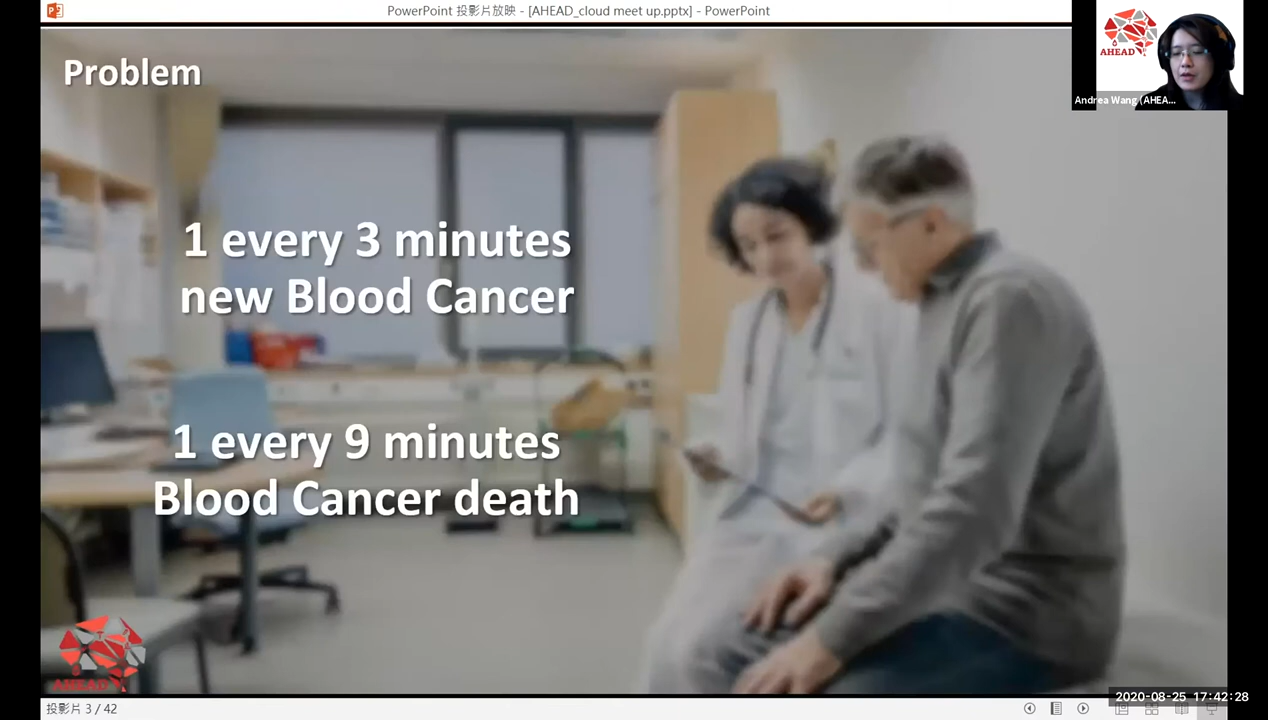 PowerPoint 投影片放映 - [AHEAD_cloud meet up.pptx] - PowerPoint
AHEAD
Andrea Wang (AHEA...
Problem
1 every 3 minutes
new Blood Cancer
1 every 9 minutes
Blood Cancer death
AHEAD
投影片 3 / 42
2020-08-25 17:42:28